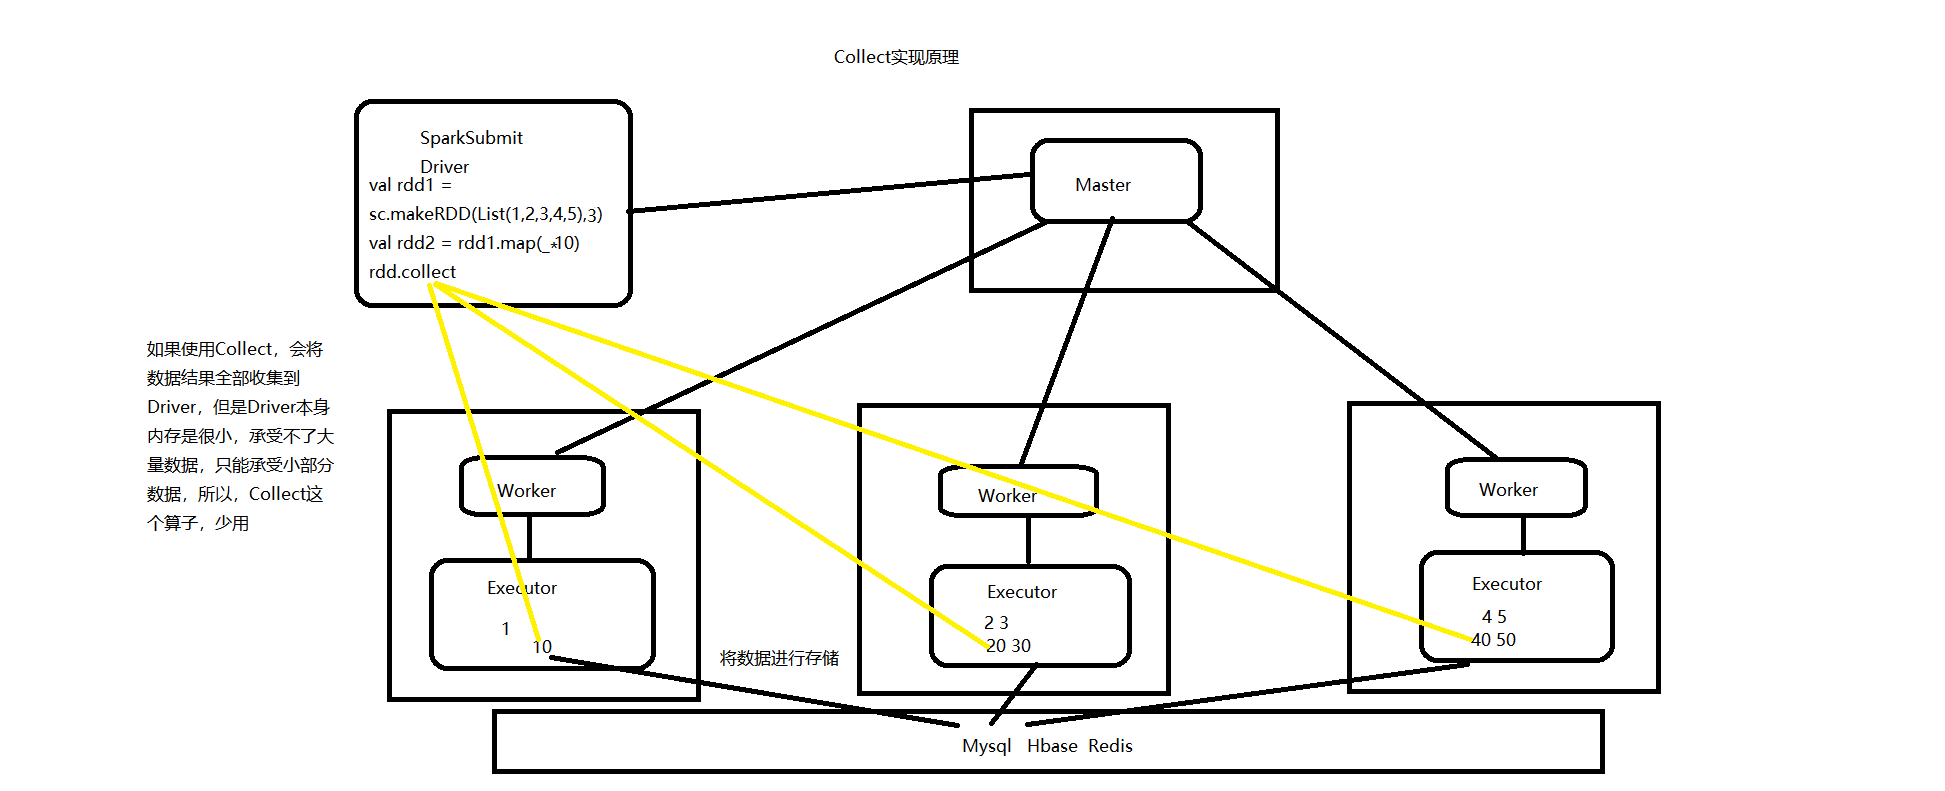 Collect实现原理
SparkSubmit
Driver
val rdd1 =
sc.makeRDD(List(1,2,3,4,5),3)
val rdd2 = rdd1.map(_*10)
rdd.collect
Master
如果使用Collect，会将
数据结果全部收集到
Driver，但是Driver本身
内存是很小，承受不了大
量数据，只能承受小部分
数据，所以，Collect这
个算子，少用
Worker
Executor
1
10
Worker
Executor
2 3
20 30
Worker
Executor
4 5
40 50
将数据进行存储
Mysql Hbase Redis